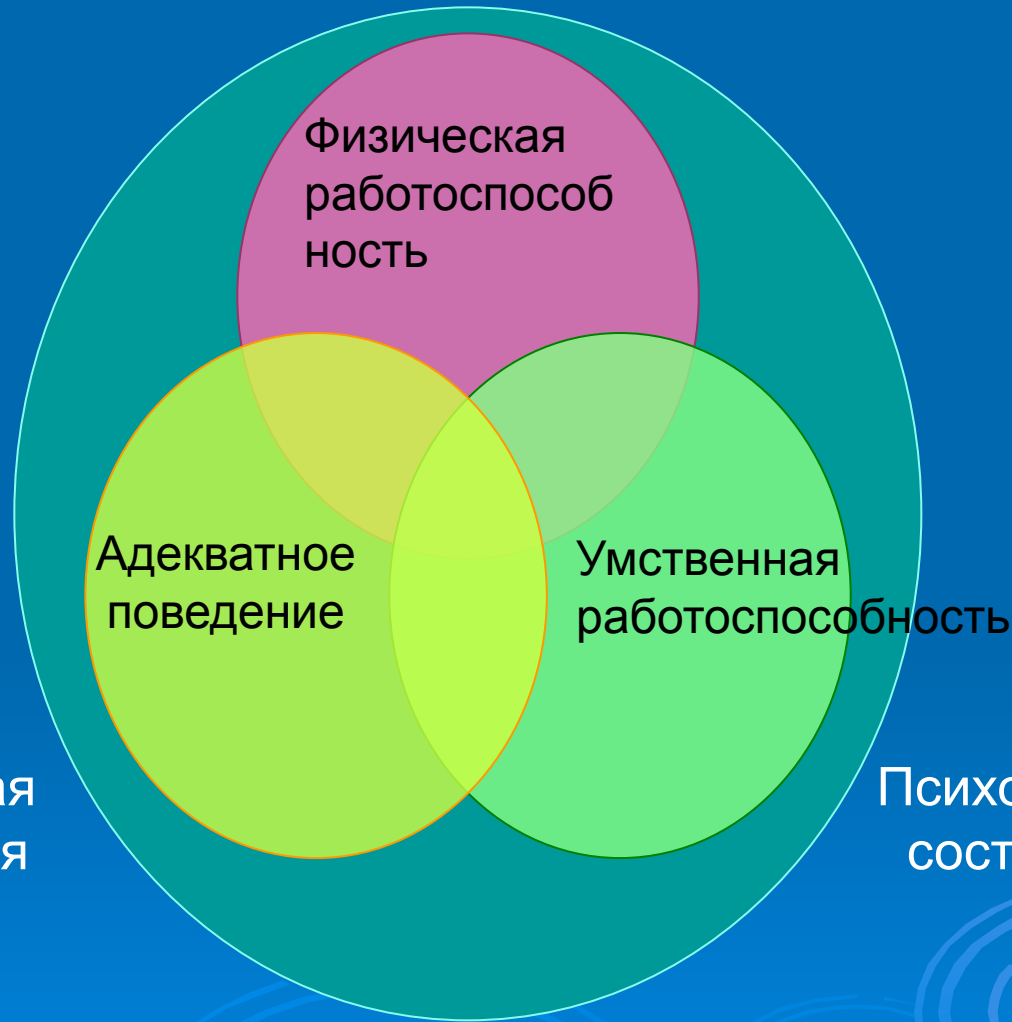 Физическая
работоспособ
ность
Адекватное
поведение
Умственная
работоспособность